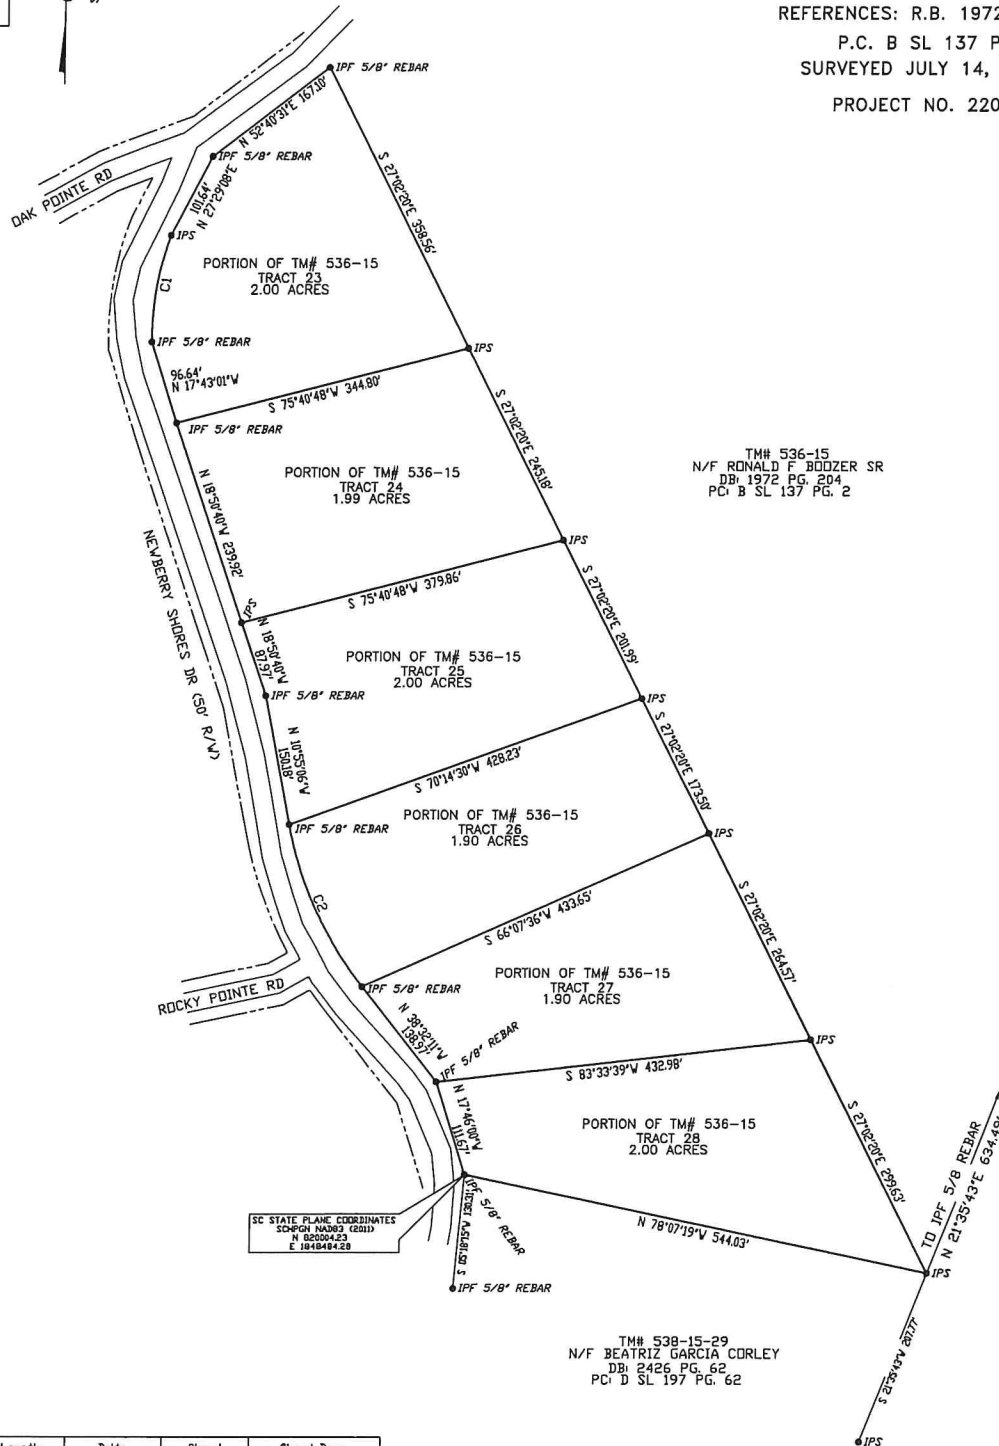 REFERENCES: R.B. 1972
P.C. B SL 137 P
SURVEYED JULY 14,
PROJECT NO. 220
IPF 5/8" REBAR
N 52°40'31"E 167.10'
IPF 5/8" REBAR
OAK POINTE RD
101.64'
N 27°29'08"E
IPS
S 27°02'20"E 358.56'
PORTION OF TM# 536-15
TRACT 23
2.00 ACRES
C1
IPF 5/8" REBAR
IPS
96.64'
N 17°43'01"W
S 75°40'48"W 344.80'
IPF 5/8" REBAR
S 27°02'20"E 245.18'
TM# 536-15
N/F RONALD F BOOZER SR
DB: 1972 PG. 204
PC: B SL 137 PG. 2
PORTION OF TM# 536-15
TRACT 24
1.99 ACRES
N 18°50'40"W 239.92'
IPS
NEWBERRY SHORES DR (50' R/W)
S 75°40'48"W 379.86'
IPS
S 27°02'20"E 201.99'
N 18°50'40"W
87.97'
PORTION OF TM# 536-15
TRACT 25
2.00 ACRES
IPF 5/8" REBAR
IPS
N 10°55'06"W
150.18'
S 70°14'30"W 428.23'
S 27°02'20"E 173.50'
PORTION OF TM# 536-15
TRACT 26
1.90 ACRES
IPF 5/8" REBAR
IPS
C2
S 66°07'36"W 433.65'
S 27°02'20"E 264.57'
PORTION OF TM# 536-15
TRACT 27
1.90 ACRES
IPF 5/8" REBAR
ROCKY POINTE RD
N 38°32'11"W
138.97'
IPF 5/8" REBAR
IPS
S 83°33'39"W 432.98'
N 17°46'00"W
111.67'
PORTION OF TM# 536-15
TRACT 28
2.00 ACRES
S 27°02'20"E 299.63'
TO IPF 5/8 REBAR
N 21°35'43"E 634.49'
IPF 5/8" REBAR
SC STATE PLANE COORDINATES
SCHPGN NAD83 (2011)
N 820004.23
E 1848484.28
S 05°18'15"W 130.31'
N 78°07'19"W 544.03'
IPS
IPF 5/8" REBAR
TM# 538-15-29
N/F BEATRIZ GARCIA CORLEY
DB: 2426 PG. 62
PC: D SL 197 PG. 62
S 21°35'43"W 207.77'
IPS